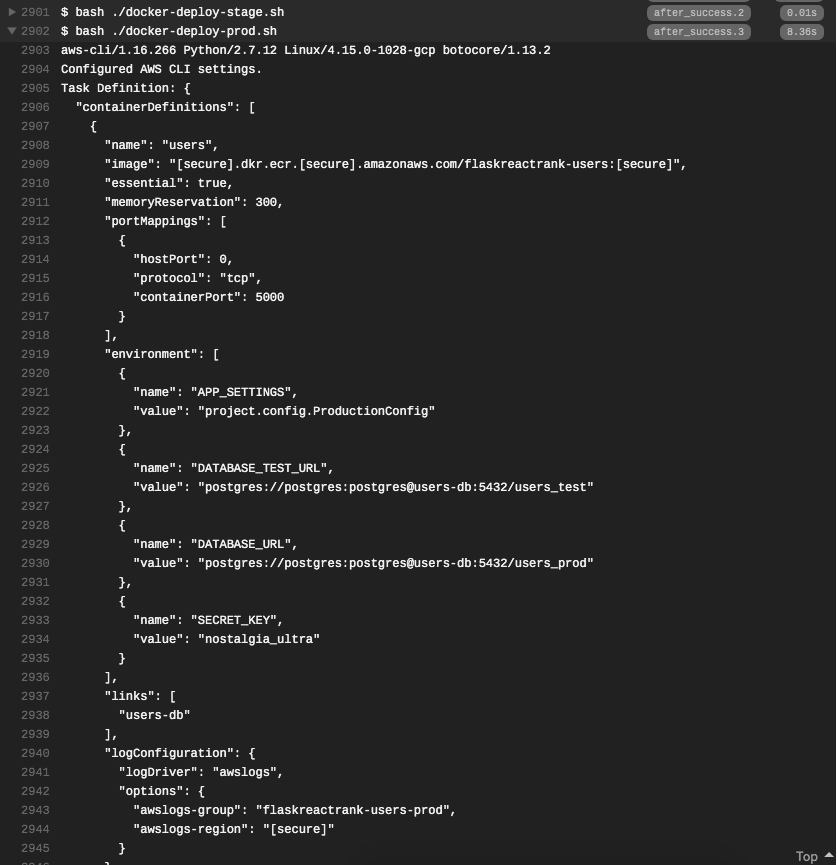 2901 $ bash ./docker-deploy-stage.sh after_success.2 0.01s
2902 $ bash ./docker-deploy-prod.sh after_success.3 8.36s
2903 aws-cli/1.16.266 Python/2.7.12 Linux/4.15.0-1028-gcp botocore/1.13.2
2904 Configured AWS CLI settings.
2905 Task Definition: {
2906   "containerDefinitions": [
2907     {
2908       "name": "users",
2909       "image": "[secure].dkr.ecr.[secure].amazonaws.com/flaskreactrank-users:[secure]",
2910       "essential": true,
2911       "memoryReservation": 300,
2912       "portMappings": [
2913         {
2914           "hostPort": 0,
2915           "protocol": "tcp",
2916           "containerPort": 5000
2917         }
2918       ],
2919       "environment": [
2920         {
2921           "name": "APP_SETTINGS",
2922           "value": "project.config.ProductionConfig"
2923         },
2924         {
2925           "name": "DATABASE_TEST_URL",
2926           "value": "postgres://postgres:postgres@users-db:5432/users_test"
2927         },
2928         {
2929           "name": "DATABASE_URL",
2930           "value": "postgres://postgres:postgres@users-db:5432/users_prod"
2931         },
2932         {
2933           "name": "SECRET_KEY",
2934           "value": "nostalgia_ultra"
2935         }
2936       ],
2937       "links": [
2938         "users-db"
2939       ],
2940       "logConfiguration": {
2941         "logDriver": "awslogs",
2942         "options": {
2943           "awslogs-group": "flaskreactrank-users-prod",
2944           "awslogs-region": "[secure]"
2945         }
Top